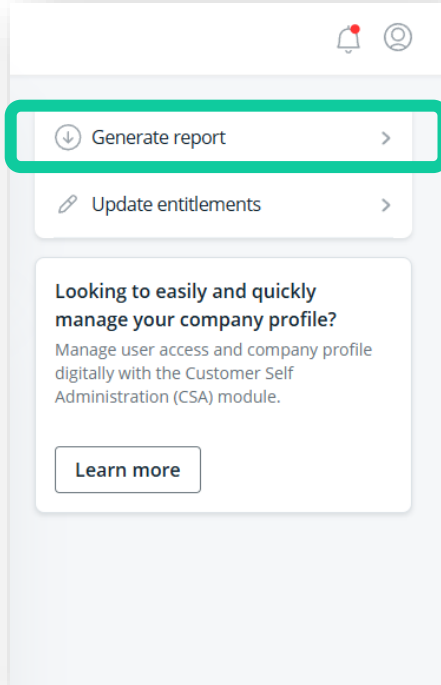 Generate report
Update entitlements
Looking to easily and quickly
manage your company profile?
Manage user access and company profile
digitally with the Customer Self
Administration (CSA) module.
Learn more